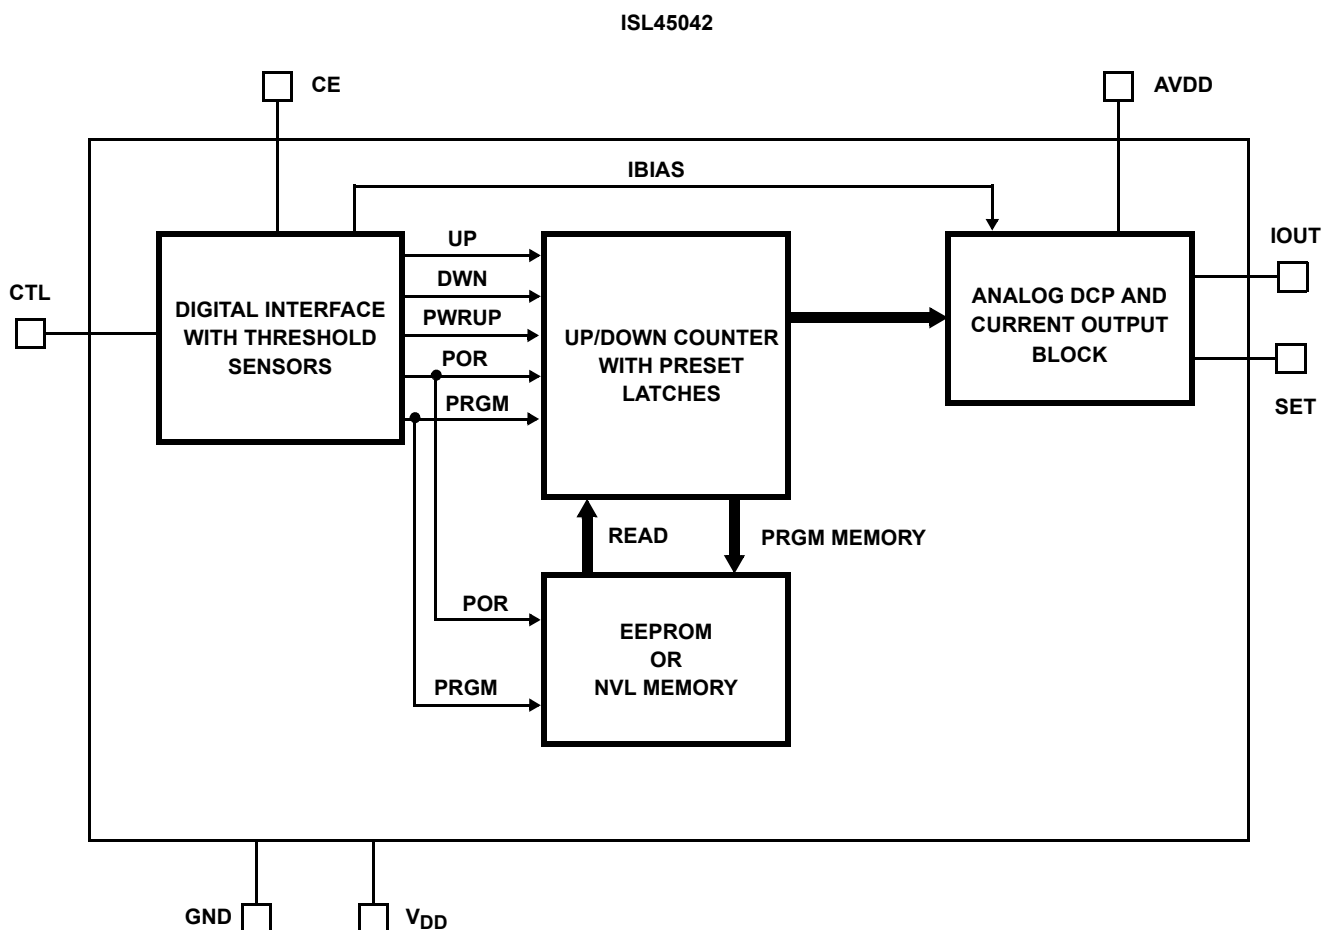 ISL45042
CE
AVDD
IBIAS
CTL
DIGITAL INTERFACE
WITH THRESHOLD
SENSORS
UP
DWN
PWRUP
POR
PRGM
UP/DOWN COUNTER
WITH PRESET
LATCHES
ANALOG DCP AND
CURRENT OUTPUT
BLOCK
IOUT
SET
READ
PRGM MEMORY
POR
PRGM
EEPROM
OR
NVL MEMORY
GND
VDD